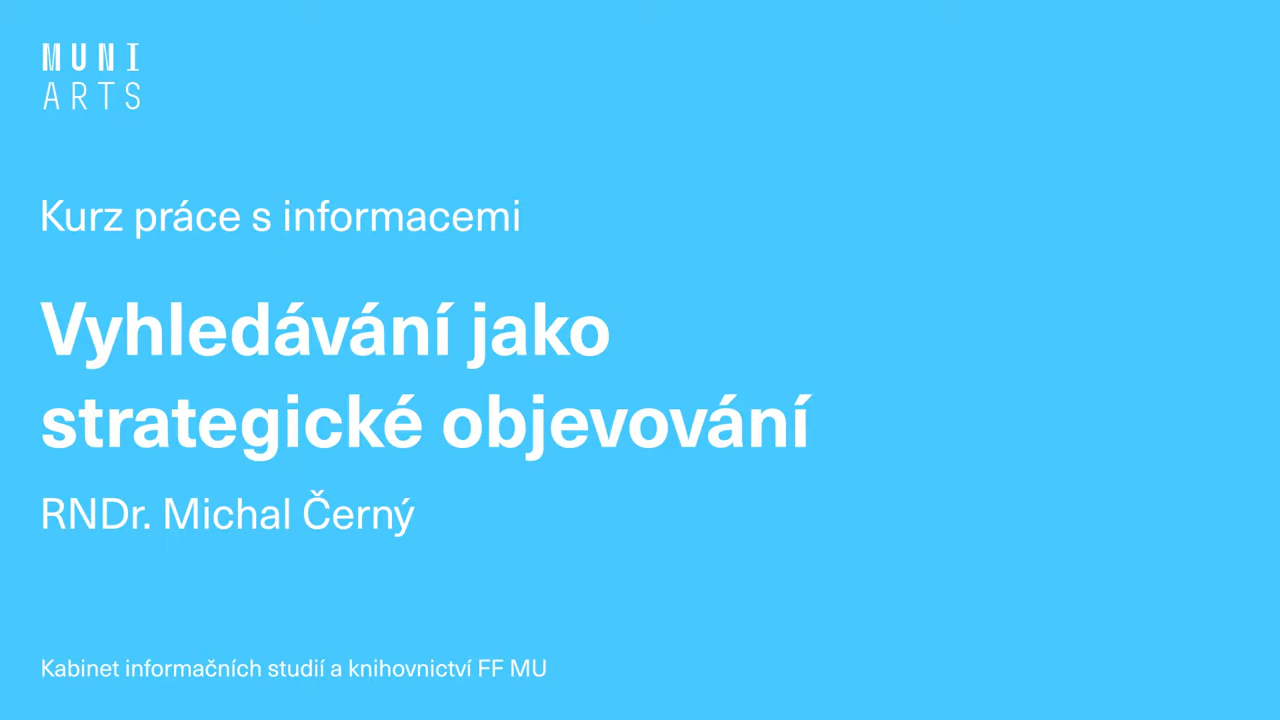 MUNI
ARTS
Kurz práce s informacemi
Vyhledávání jako
strategické objevování
RNDr. Michal Černý
Kabinet informačních studií a knihovnictví FF MU